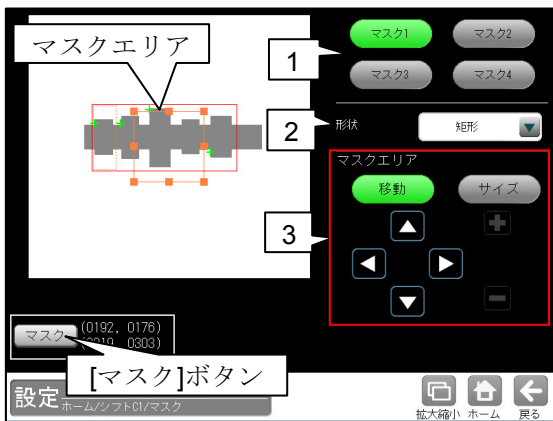 マスクエリア
1
マスク1
マスク2
マスク3
マスク4
2
形状
矩形
マスクエリア
3
移動
サイズ
マスク
(0192, 0176)
0303)
[マスク]ボタン
設定
ホーム/シフトC1/マスク
拡大縮小
ホーム
戻る